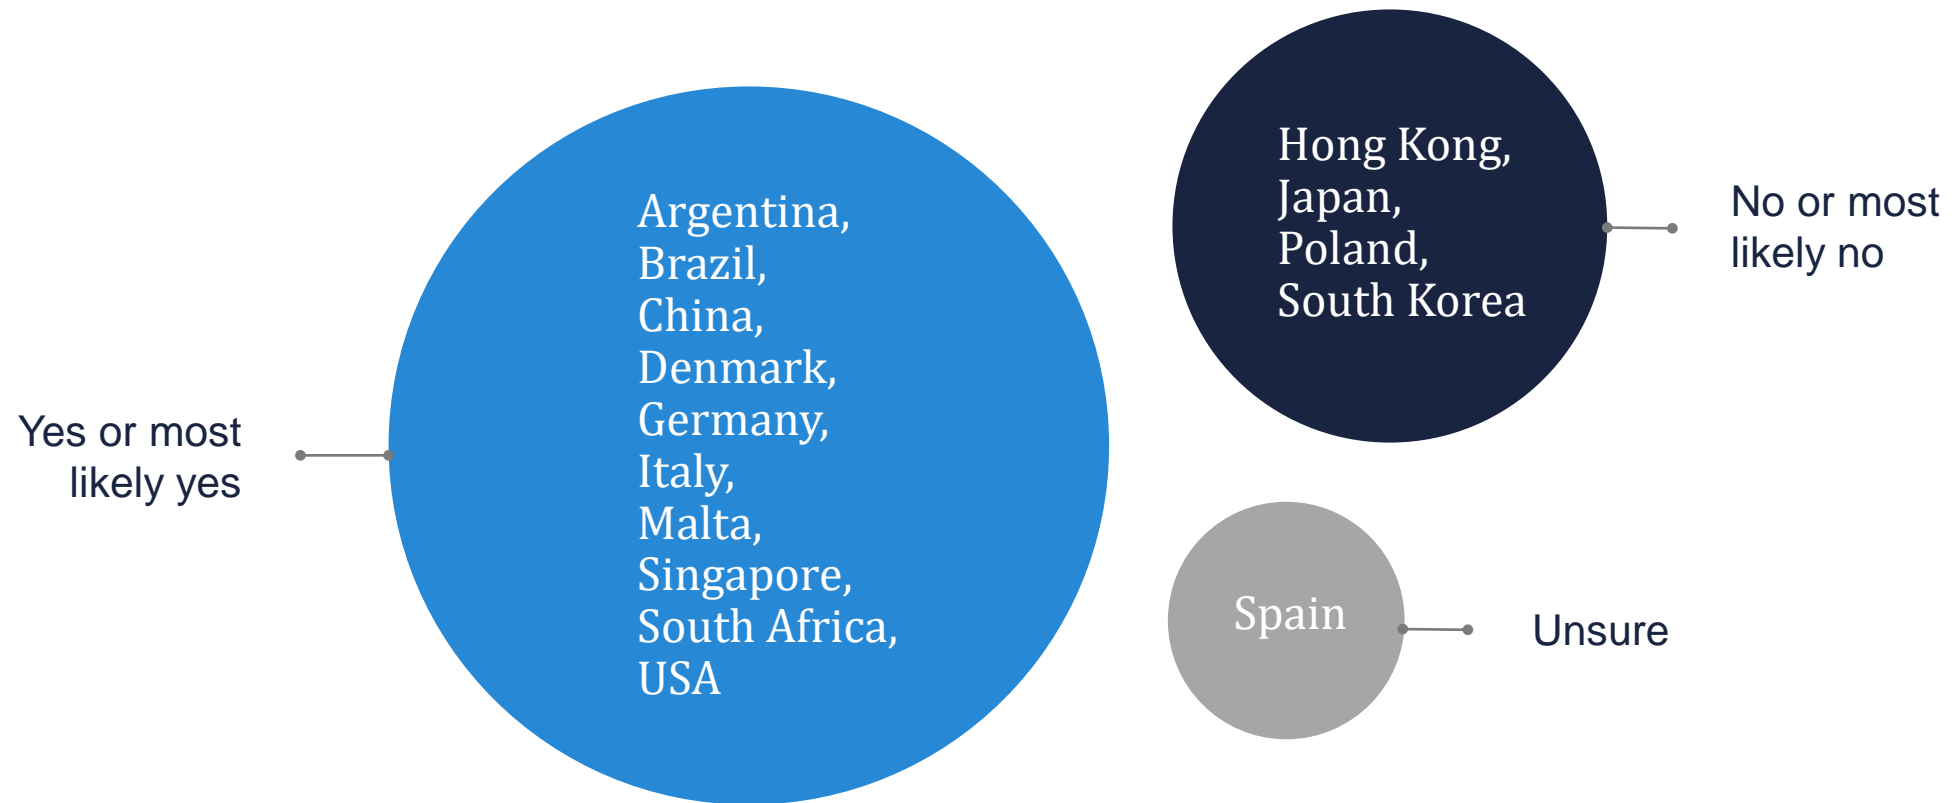 Yes or most
likely yes
Argentina,
Brazil,
China,
Denmark,
Germany,
Italy,
Malta,
Singapore,
South Africa,
USA
Hong Kong,
Japan,
Poland,
South Korea
No or most
likely no
Spain
Unsure